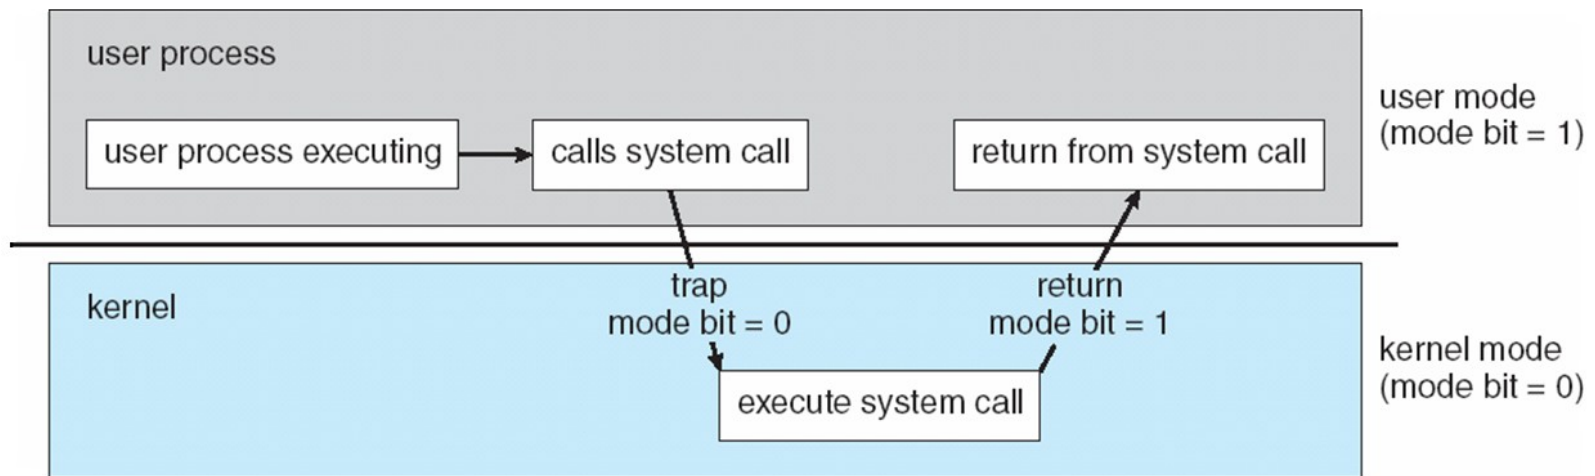 user process
user process executing
calls system call
return from system call
user mode
(mode bit = 1)
kernel
trap
mode bit = 0
return
mode bit = 1
execute system call
kernel mode
(mode bit = 0)